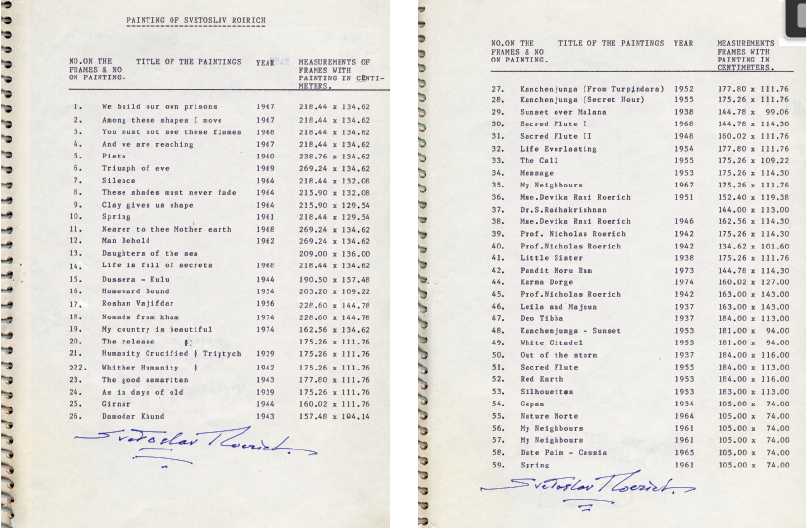 PAINTING OF SVETOSLAV ROIRICH
NO.ON THE TITLE OF THE PAINTINGS YEAR MEASUREMENTS OF
FRAMES & NO FRAMES WITH
ON PAINTING. PAINTING IN CENTI-
METERS.
1. We build our own prisons 1967 218.44 x 134.62
2. Among these shapes I move 1967 218.44 x 134.62
3. You must not see these flames 1968 218.44 x 134.62
4. And we are reaching 1967 218.44 x 134.62
5. Pieta 1960 238.76 x 134.62
6. Triumph of eve 1969 269.24 x 134.62
7. Silence 1964 218.44 x 132.08
8. These shades must never fade 1964 215.90 x 132.08
9. Clay gives us shape 1964 215.90 x 129.54
10. Spring 1961 218.44 x 129.54
11. Nearer to thee Mother earth 1968 269.24 x 134.62
12. Man Behold 1962 269.24 x 134.62
13. Daughters of the sea 209.00 x 136.00
14. Life is full of secrets 1968 218.44 x 134.62
15. Dussera - Kulu 1944 190.50 x 157.48
16. Homeward bound 1954 203.20 x 109.22
17. Roshan Vajifdar 1956 228.60 x 144.78
18. Nomads from kham 1974 228.60 x 144.78
19. My country is beautiful 1974 162.56 x 134.62
20. The release 175.26 x 111.76
21. Humanity Crucified Triptych 1939 175.26 x 111.76
222. Whither Humanity 1942 175.26 x 111.76
23. The good samaritan 1943 177.80 x 111.76
24. As in days of old 1939 175.26 x 111.76
25. Girnar 1944 160.02 x 111.76
26. Damodar Khund 1943 157.48 x 104.14
Svetoslav Roerich.
NO.ON THE TITLE OF THE PAINTINGS YEAR MEASUREMENTS
FRAMES & NO FRAMES WITH
ON PAINTING. PAINTING IN
CENTIMETERS.
27. Kanchenjunga (From Turpindara) 1952 177.80 x 111.76
28. Kanchenjunga (Secret Hour) 1955 175.26 x 111.76
29. Sunset over Malana 1938 144.78 x 99.06
30. Secred Flute I 1968 144.78 x 114.30
31. Sacred Flute II 1948 160.02 x 111.76
32. Life Everlasting 1954 177.80 x 111.76
33. The Call 1955 175.26 x 109.22
34. Message 1953 175.26 x 114.30
35. My Neighbours 1967 175.26 x 111.76
36. Mme.Devika Rani Roerich 1951 152.40 x 119.38
37. Dr.S.Radhakrishnan 144.00 x 113.00
38. Mme.Devika Rani Roerich 1946 162.56 x 114.30
39. Prof. Nicholas Roerich 1942 175.26 x 114.30
40. Prof.Nicholas Roerich 1942 134.62 x 101.60
41. Little Sister 1938 175.26 x 111.76
42. Pandit Noru Ram 1973 144.78 x 114.30
44. Karma Dorge 1974 160.02 x 127.00
45. Prof.Nicholas Roerich 1942 163.00 x 143.00
46. Leila and Majnun 1937 163.00 x 143.00
47. Deo Tibba 1937 184.00 x 113.00
48. Kanchenjunga - Sunset 1953 181.00 x 94.00
49. White Citadel 1953 181.00 x 94.00
50. Out of the storm 1937 184.00 x 116.00
51. Sacred Flute 1955 184.00 x 113.00
52. Red Earth 1953 184.00 x 116.00
53. Silhouettes 1953 183.00 x 113.00
54. Gepan 1934 105.00 x 74.00
55. Nature Morte 1964 105.00 x 74.00
56. My Neighbours 1961 105.00 x 74.00
57. My Neighbours 1961 105.00 x 74.00
58. Date Palm - Cassia 1965 105.00 x 74.00
59. Spring 1961 105.00 x 74.00
Svetoslav Roerich.